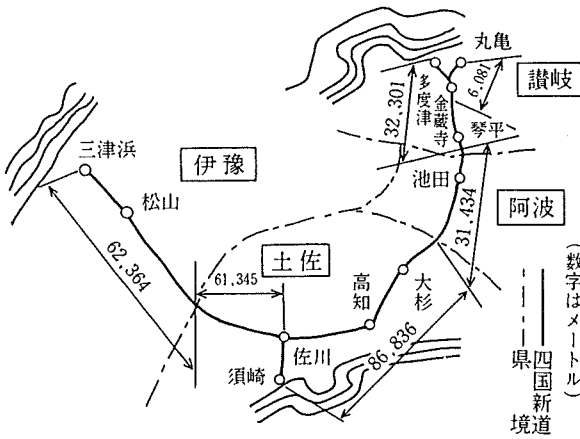 丸亀
讃岐
多度津
金蔵寺
6.081
32,301
琴平
三津浜
伊豫
池田
松山
31,434
阿波
62,364
土佐
61,345
高知
大杉
86,836
佐川
須崎
(数字はメートル)
四国新道
県境